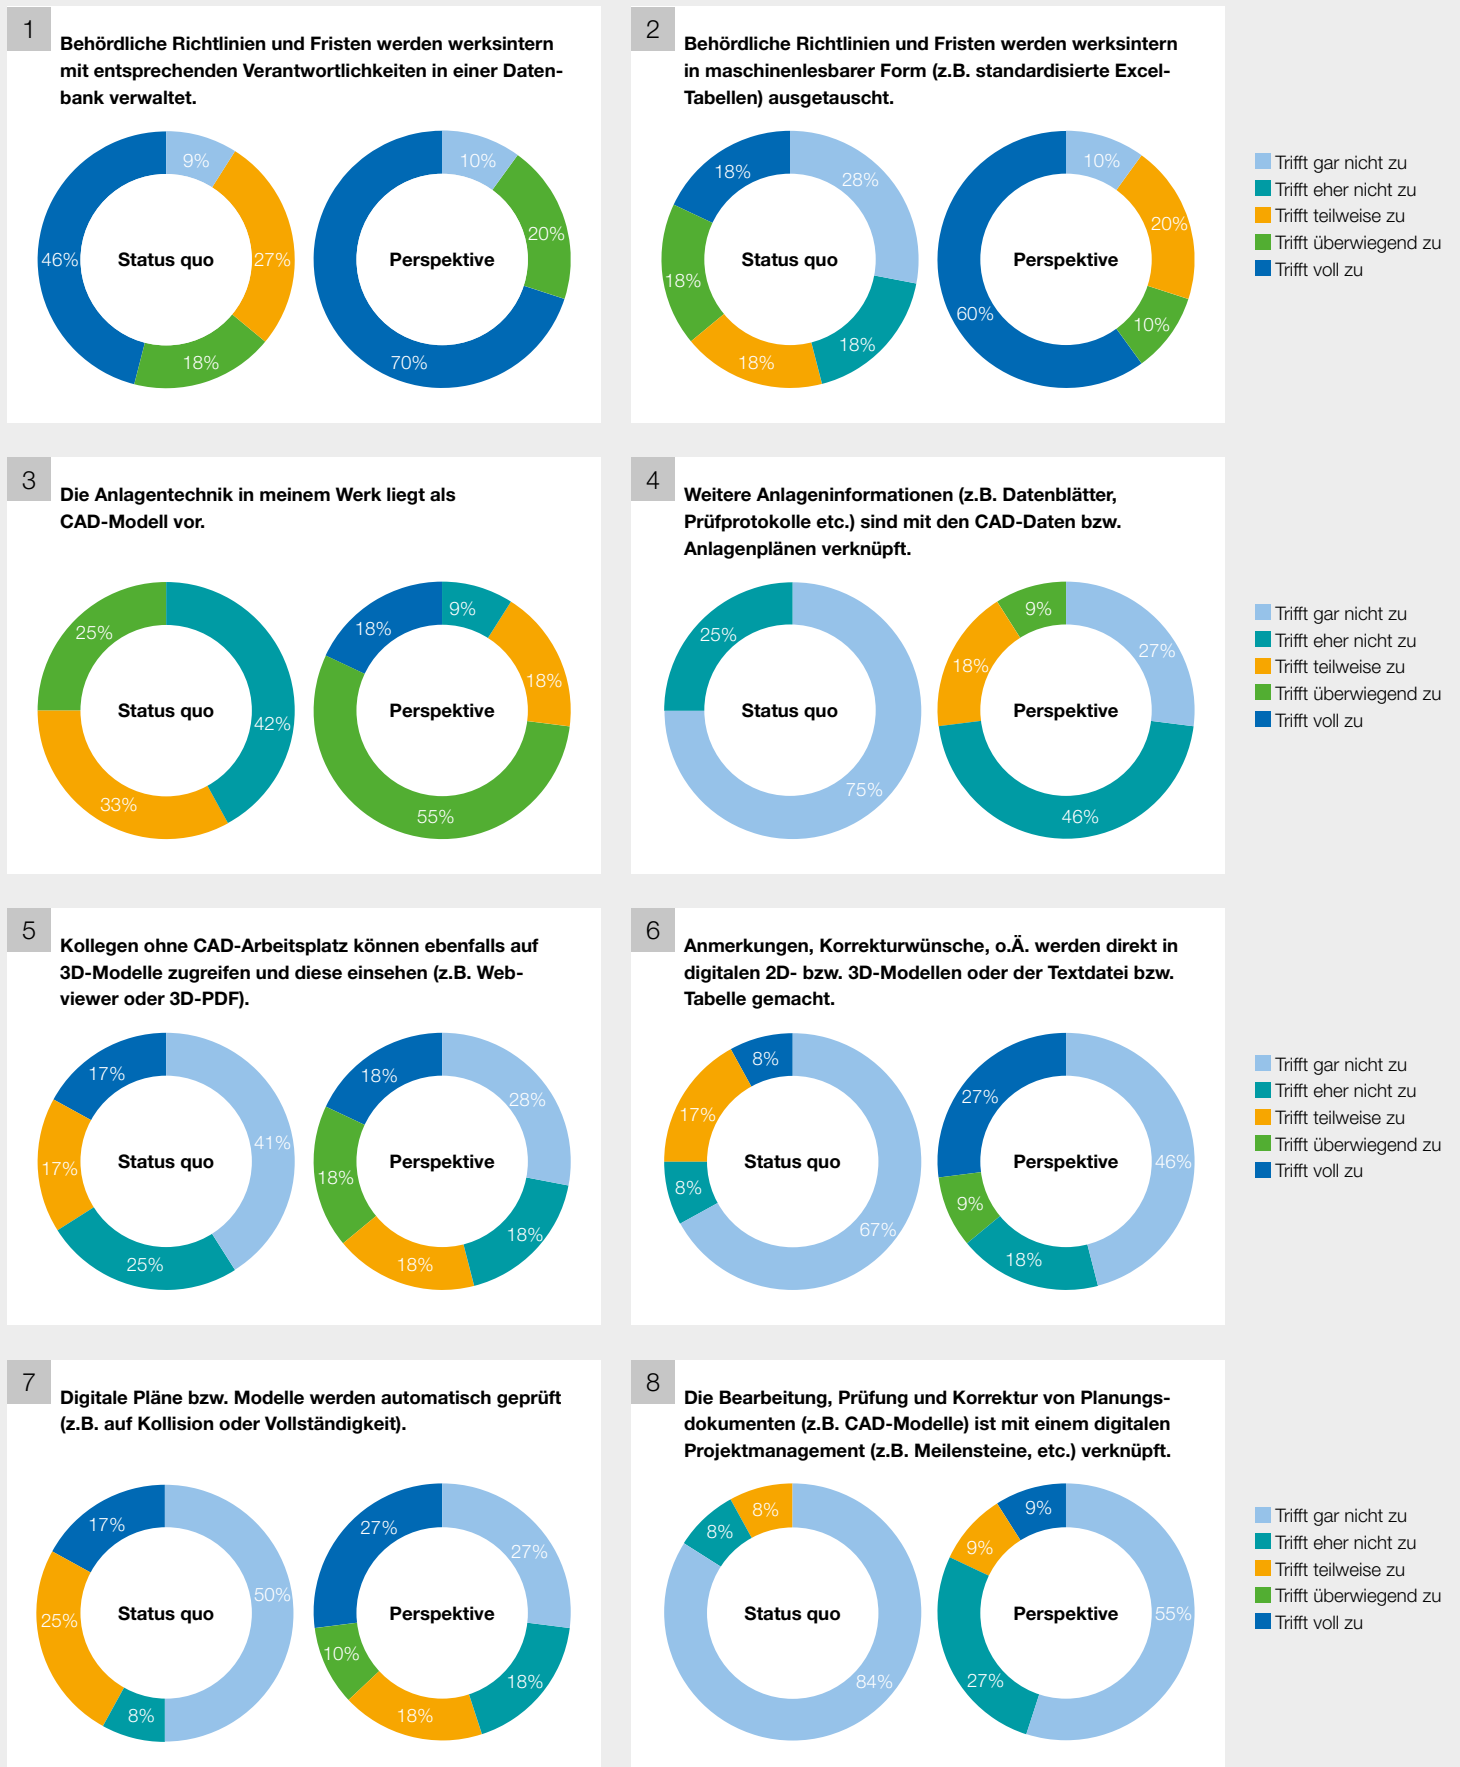 1
Behördliche Richtlinien und Fristen werden werksintern
mit entsprechenden Verantwortlichkeiten in einer Daten-
bank verwaltet.
9%
27%
18%
46%
Status quo
10%
20%
70%
Perspektive
2
Behördliche Richtlinien und Fristen werden werksintern
in maschinenlesbarer Form (z.B. standardisierte Excel-
Tabellen) ausgetauscht.
28%
18%
18%
18%
18%
Status quo
10%
20%
10%
60%
Perspektive
Trifft gar nicht zu
Trifft eher nicht zu
Trifft teilweise zu
Trifft überwiegend zu
Trifft voll zu
3
Die Anlagentechnik in meinem Werk liegt als
CAD-Modell vor.
42%
33%
25%
Status quo
9%
18%
55%
18%
Perspektive
4
Weitere Anlageninformationen (z.B. Datenblätter,
Prüfprotokolle etc.) sind mit den CAD-Daten bzw.
Anlagenplänen verknüpft.
75%
25%
Status quo
27%
46%
18%
9%
Perspektive
Trifft gar nicht zu
Trifft eher nicht zu
Trifft teilweise zu
Trifft überwiegend zu
Trifft voll zu
5
Kollegen ohne CAD-Arbeitsplatz können ebenfalls auf
3D-Modelle zugreifen und diese einsehen (z.B. Web-
viewer oder 3D-PDF).
41%
25%
17%
17%
Status quo
28%
18%
18%
18%
18%
Perspektive
6
Anmerkungen, Korrekturwünsche, o.Ä. werden direkt in
digitalen 2D- bzw. 3D-Modellen oder der Textdatei bzw.
Tabelle gemacht.
67%
8%
17%
8%
Status quo
46%
18%
9%
27%
Perspektive
Trifft gar nicht zu
Trifft eher nicht zu
Trifft teilweise zu
Trifft überwiegend zu
Trifft voll zu
7
Digitale Pläne bzw. Modelle werden automatisch geprüft
(z.B. auf Kollision oder Vollständigkeit).
50%
8%
25%
17%
Status quo
27%
18%
18%
10%
27%
Perspektive
8
Die Bearbeitung, Prüfung und Korrektur von Planungs-
dokumenten (z.B. CAD-Modelle) ist mit einem digitalen
Projektmanagement (z.B. Meilensteine, etc.) verknüpft.
84%
8%
8%
Status quo
55%
27%
9%
9%
Perspektive
Trifft gar nicht zu
Trifft eher nicht zu
Trifft teilweise zu
Trifft überwiegend zu
Trifft voll zu